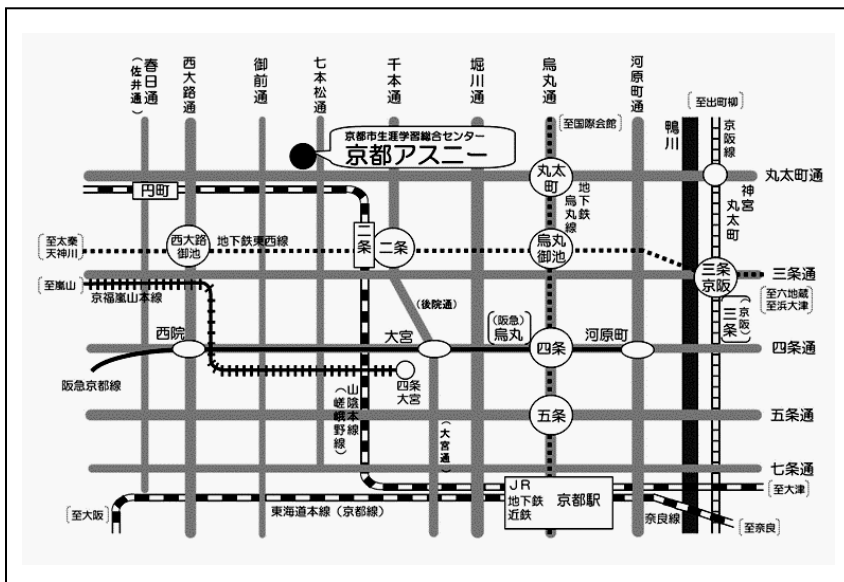 春日通
(佐井通)
西大路通
御前通
七本松通
千本通
堀川通
烏丸通
河原町通
[至出町柳]
[至国際会館]
鴨川
京阪線
京都市生涯学習総合センター
京都アスニー
丸太町
丸太町通
神宮丸太町
円町
地下鉄烏丸線
[至太秦天神川]
西大路御池
地下鉄東西線
二条
二条
烏丸御池
三条京阪
三条通
[至六地蔵
至浜大津]
[至嵐山]
京福嵐山本線
(後院通)
三条(京阪)
西院
大宮
(阪急)
烏丸
四条
河原町
四条通
阪急京都線
四条大宮
山陰本線
(嵯峨野線)
五条
五条通
(大宮通)
七条通
JR
地下鉄
近鉄
京都駅
[至大津]
[至大阪]
東海道本線(京都線)
奈良線
[至奈良]